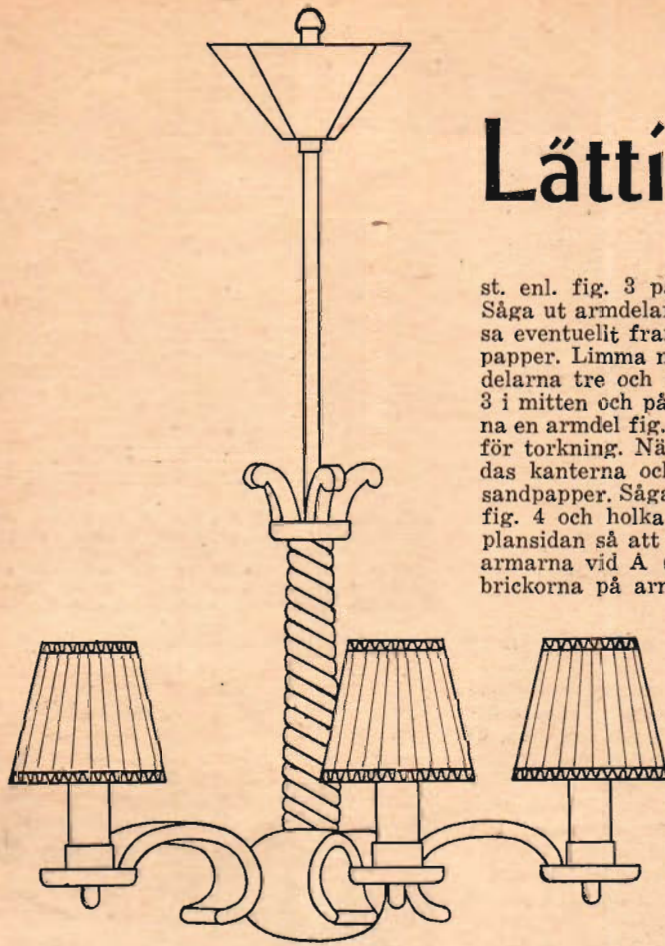 Lätti
st. enl. fig. 3 p
Såga ut armdela
sa eventuelit fra
papper. Limma n
delarna tre och
3 i mitten och på
na en armdel fig.
för torkning. Nä
das kanterna och
sandpapper. Såga
fig. 4 och holka
plansidan så att
armarna vid A
brickorna på arm